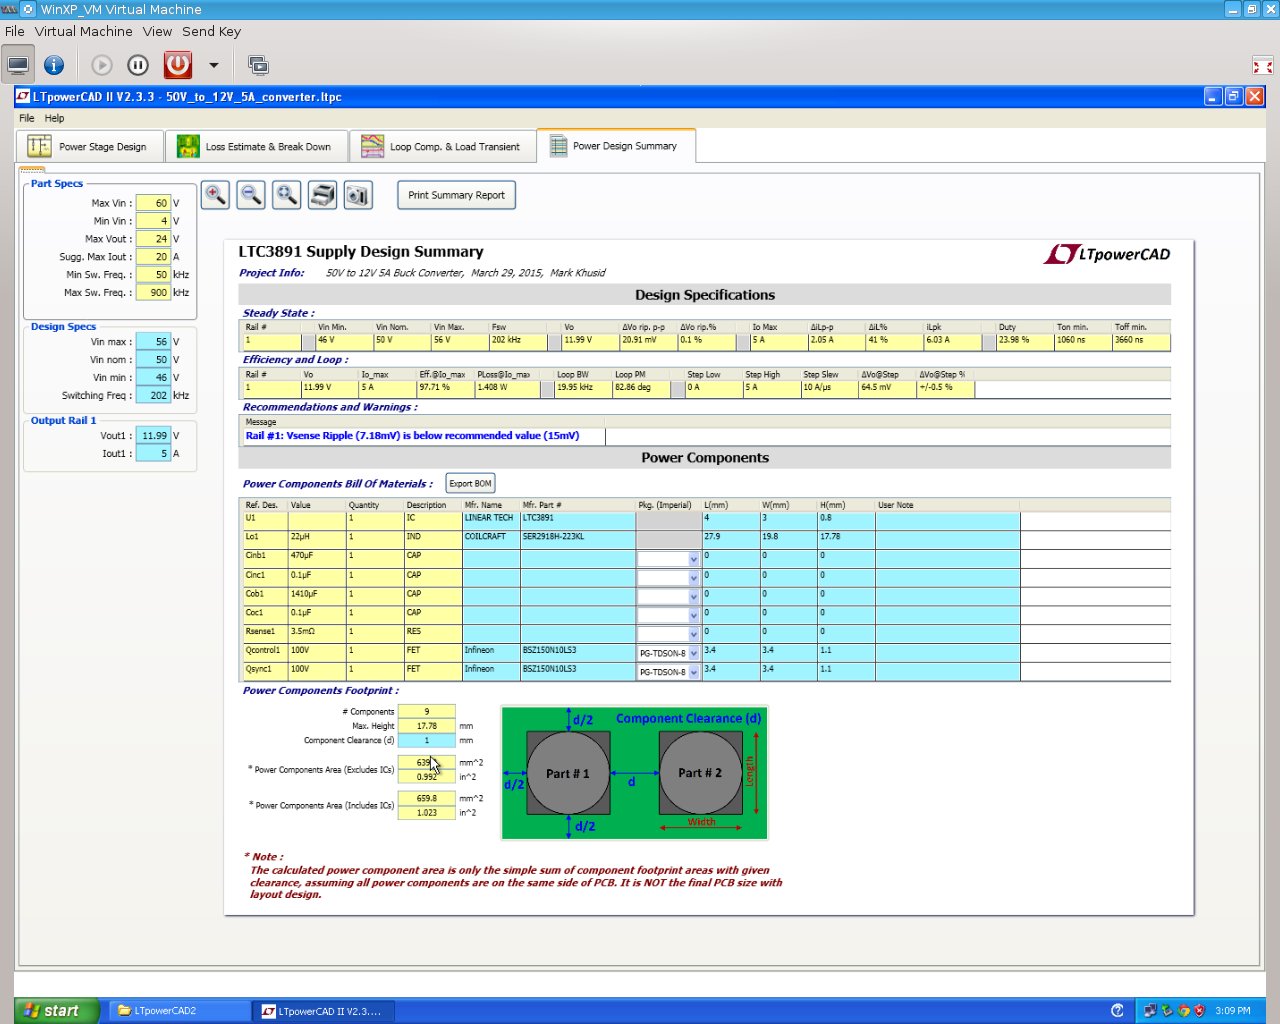 WinXP_VM Virtual Machine
File Virtual Machine View Send Key
LTpowerCAD II V2.3.3 - 50V_to_12V_5A_converter.ltpc
File Help
Power Stage Design Loss Estimate & Break Down Loop Comp. & Load Transient Power Design Summary
Part Specs
Max Vin : 60 V
Min Vin : 4 V
Max Vout : 24 V
Sugg. Max Iout : 20 A
Min Sw. Freq. : 50 kHz
Max Sw. Freq. : 900 kHz
Design Specs
Vin max : 56 V
Vin nom : 50 V
Vin min : 46 V
Switching Freq : 202 kHz
Output Rail 1
Vout1 : 11.99 V
Iout1 : 5 A
Print Summary Report
LTC3891 Supply Design Summary
LTpowerCAD
Project Info: 50V to 12V 5A Buck Converter, March 29, 2015, Mark Khusid
Design Specifications
Steady State :
Rail # Vin Min. Vin Nom. Vin Max. Fsw Vo ΔVo rip. p-p ΔVo rip.% Io Max ΔiLp-p ΔiL% iLpk Duty Ton min. Toff min.
1 46 V 50 V 56 V 202 kHz 11.99 V 20.91 mV 0.1 % 5 A 2.05 A 41 % 6.03 A 23.98 % 1060 ns 3660 ns
Efficiency and Loop :
Rail # Vo Io_max Eff.@Io_max PLoss@Io_max Loop BW Loop PM Step Low Step High Step Slew ΔVo@Step ΔVo@Step %
1 11.99 V 5 A 97.71 % 1.408 W 19.95 kHz 82.86 deg 0 A 5 A 10 A/µs 64.5 mV +/-0.5 %
Recommendations and Warnings :
Message
Rail #1: Vsense Ripple (7.18mV) is below recommended value (15mV)
Power Components
Power Components Bill Of Materials : Export BOM
Ref. Des. Value Quantity Description Mfr. Name Mfr. Part # Pkg. (Imperial) L(mm) W(mm) H(mm) User Note
U1 1 IC LINEAR TECH LTC3891 4 3 0.8
Lo1 22µH 1 IND COILCRAFT SER2918H-223KL 27.9 19.8 17.78
Cinb1 470µF 1 CAP 0 0 0
Cinc1 0.1µF 1 CAP 0 0 0
Cob1 1410µF 1 CAP 0 0 0
Coc1 0.1µF 1 CAP 0 0 0
Rsense1 3.5mΩ 1 RES 0 0 0
Qcontrol1 100V 1 FET Infineon BSZ150N10LS3 PG-TDSON-8 3.4 3.4 1.1
Qsync1 100V 1 FET Infineon BSZ150N10LS3 PG-TDSON-8 3.4 3.4 1.1
Power Components Footprint :
# Components 9
Max. Height 17.78 mm
Component Clearance (d) 1 mm
* Power Components Area (Excludes ICs) mm^2
0.992 in^2
* Power Components Area (Includes ICs) 659.8 mm^2
1.023 in^2
d/2 Component Clearance (d)
Part # 1 Part # 2 Length
d/2 d
d/2 Width
* Note :
The calculated power component area is only the simple sum of component footprint areas with given
clearance, assuming all power components are on the same side of PCB. It is NOT the final PCB size with
layout design.
start LTpowerCAD2 LTpowerCAD II V2.3.... 3:09 PM